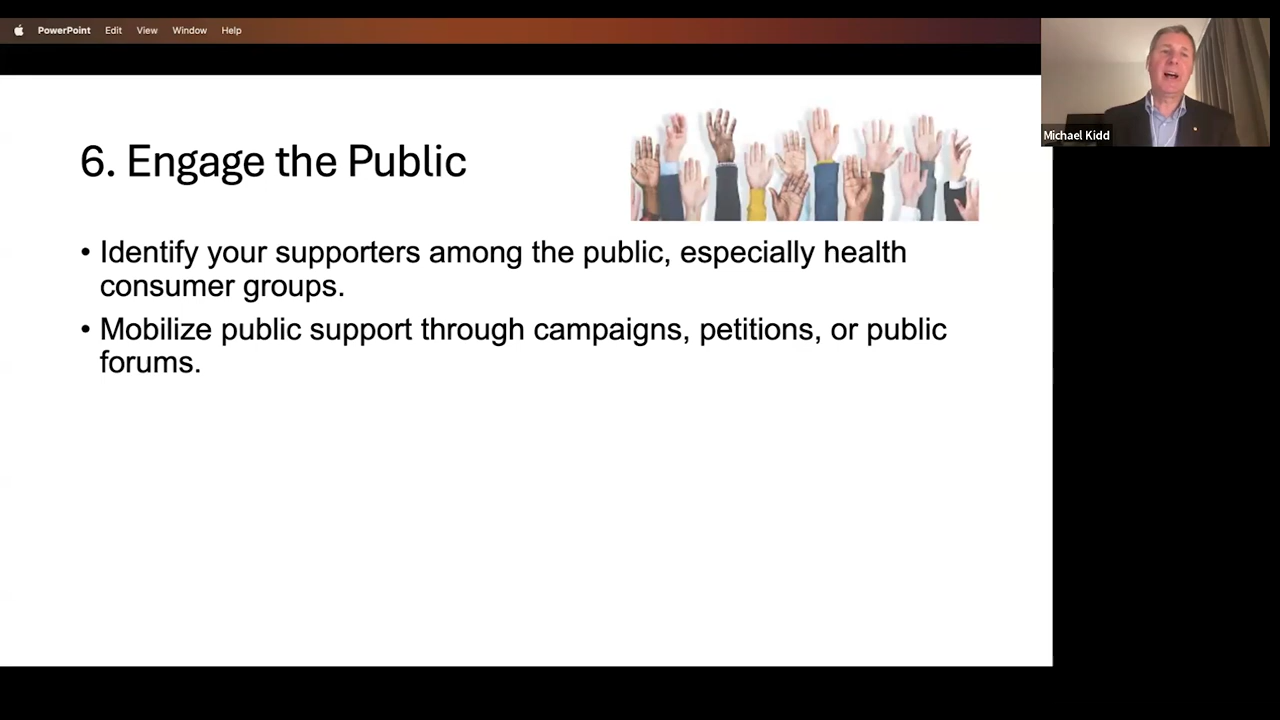 PowerPoint Edit View Window Help
Michael Kidd
6. Engage the Public
• Identify your supporters among the public, especially health
consumer groups.
• Mobilize public support through campaigns, petitions, or public
forums.